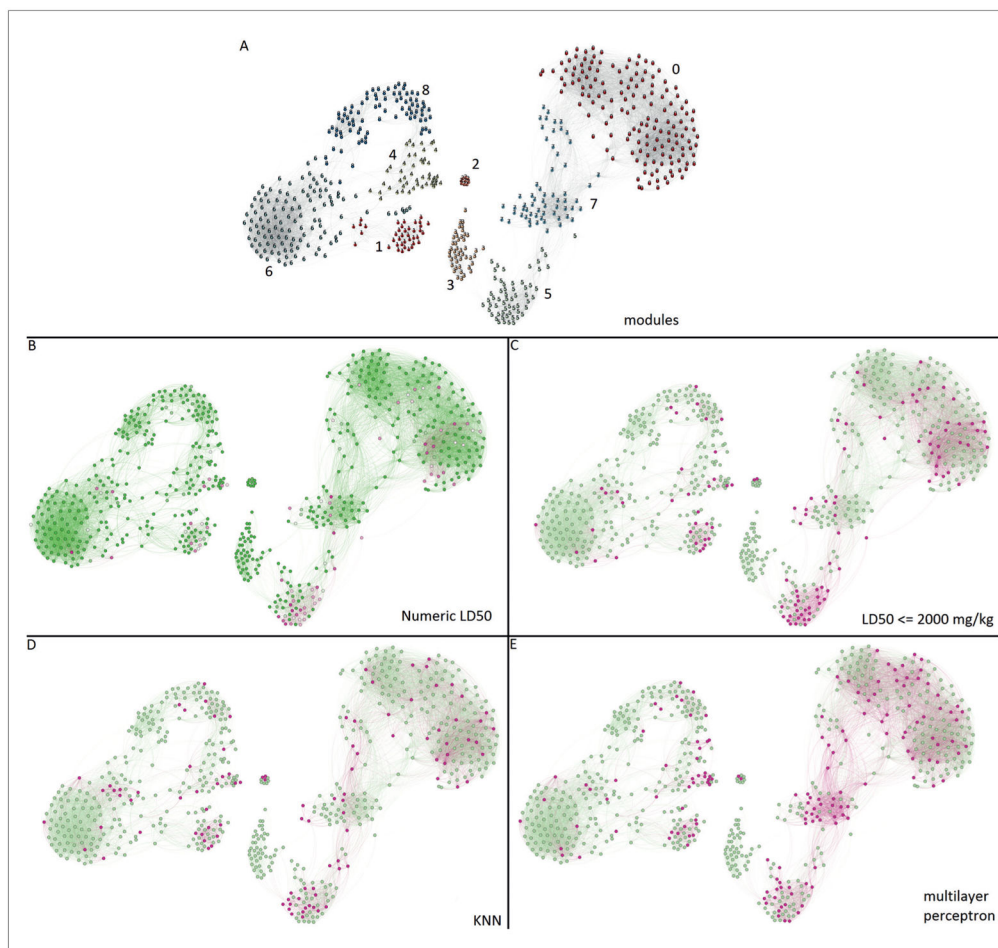 A
0
8
4
2
7
1
6
3
5
modules
B
C
Numeric LD50
LD50 <= 2000 mg/kg
D
E
KNN
multilayer
perceptron